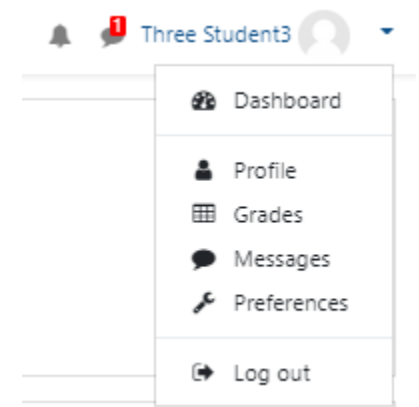 1 Three Student3
Dashboard
Profile
Grades
Messages
Preferences
Log out